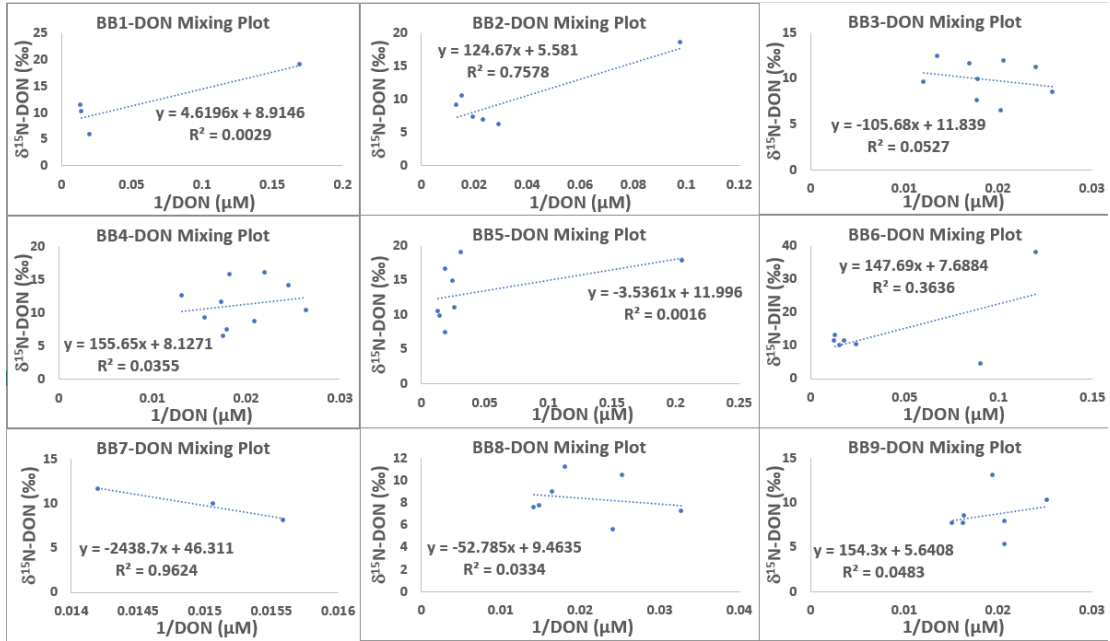 BB1-DON Mixing Plot
δ¹⁵N-DON (‰)
25
20
15
10
5
0
y = 4.6196x + 8.9146
R² = 0.0029
0 0.05 0.1 0.15 0.2
1/DON (µM)
BB2-DON Mixing Plot
δ¹⁵N-DON (‰)
20
15
10
5
0
y = 124.67x + 5.581
R² = 0.7578
0 0.02 0.04 0.06 0.08 0.1 0.12
1/DON (µM)
BB3-DON Mixing Plot
δ¹⁵N-DON (‰)
15
10
5
0
y = -105.68x + 11.839
R² = 0.0527
0 0.01 0.02 0.03
1/DON (µM)
BB4-DON Mixing Plot
δ¹⁵N-DON (‰)
20
15
10
5
0
y = 155.65x + 8.1271
R² = 0.0355
0 0.01 0.02 0.03
1/DON (µM)
BB5-DON Mixing Plot
δ¹⁵N-DON (‰)
20
15
10
5
0
y = -3.5361x + 11.996
R² = 0.0016
0 0.05 0.1 0.15 0.2 0.25
1/DON (µM)
BB6-DON Mixing Plot
δ¹⁵N-DIN (‰)
40
30
20
10
0
y = 147.69x + 7.6884
R² = 0.3636
0 0.05 0.1 0.15
1/DON (µM)
BB7-DON Mixing Plot
δ¹⁵N-DON (‰)
15
10
5
0
y = -2438.7x + 46.311
R² = 0.9624
0.014 0.0145 0.015 0.0155 0.016
1/DON (µM)
BB8-DON Mixing Plot
δ¹⁵N-DON (‰)
12
10
8
6
4
2
0
y = -52.785x + 9.4635
R² = 0.0334
0 0.01 0.02 0.03 0.04
1/DON (µM)
BB9-DON Mixing Plot
δ¹⁵N-DON (‰)
15
10
5
0
y = 154.3x + 5.6408
R² = 0.0483
0 0.01 0.02 0.03
1/DON (µM)